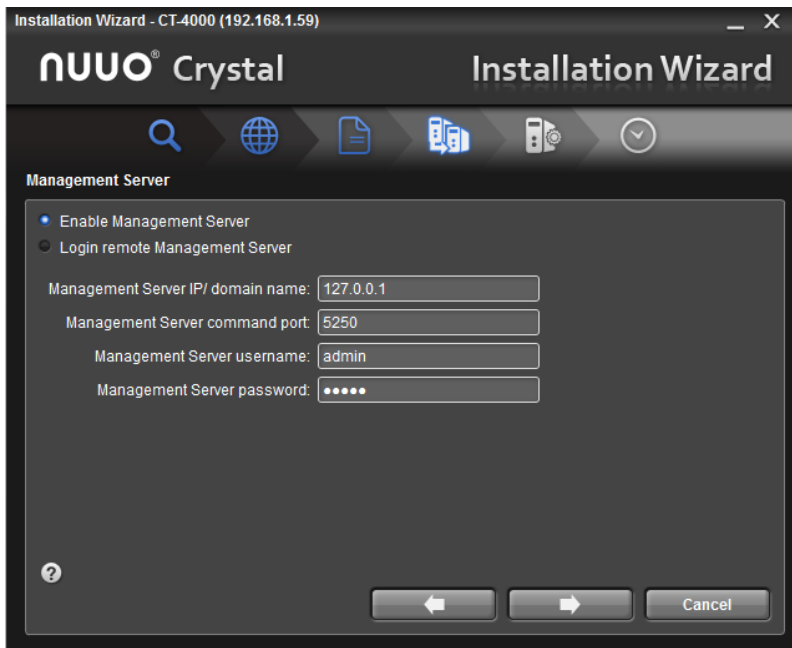 Installation Wizard - CT-4000 (192.168.1.59)
nuuo® Crystal Installation Wizard
Management Server
Enable Management Server
Login remote Management Server
Management Server IP/ domain name: 127.0.0.1
Management Server command port: 5250
Management Server username: admin
Management Server password: •••••
?
Cancel